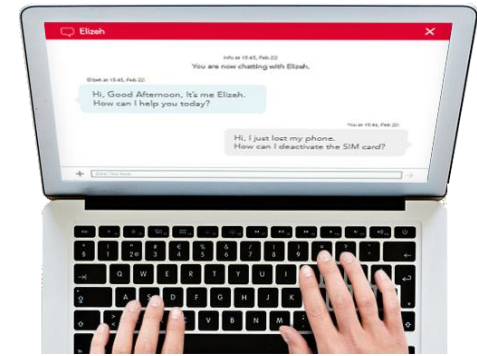 Elizeh
Info at 15:45, Feb 22:
You are now chatting with Elizeh.
Elizeh at 15:45, Feb 22:
Hi, Good Afternoon, It's me Elizeh.
How can I help you today?
You at 15:45, Feb 22:
Hi, I just lost my phone.
How can I deactivate the SIM card?
Q W E R T Y U I
A S D F G H J K
V B N M